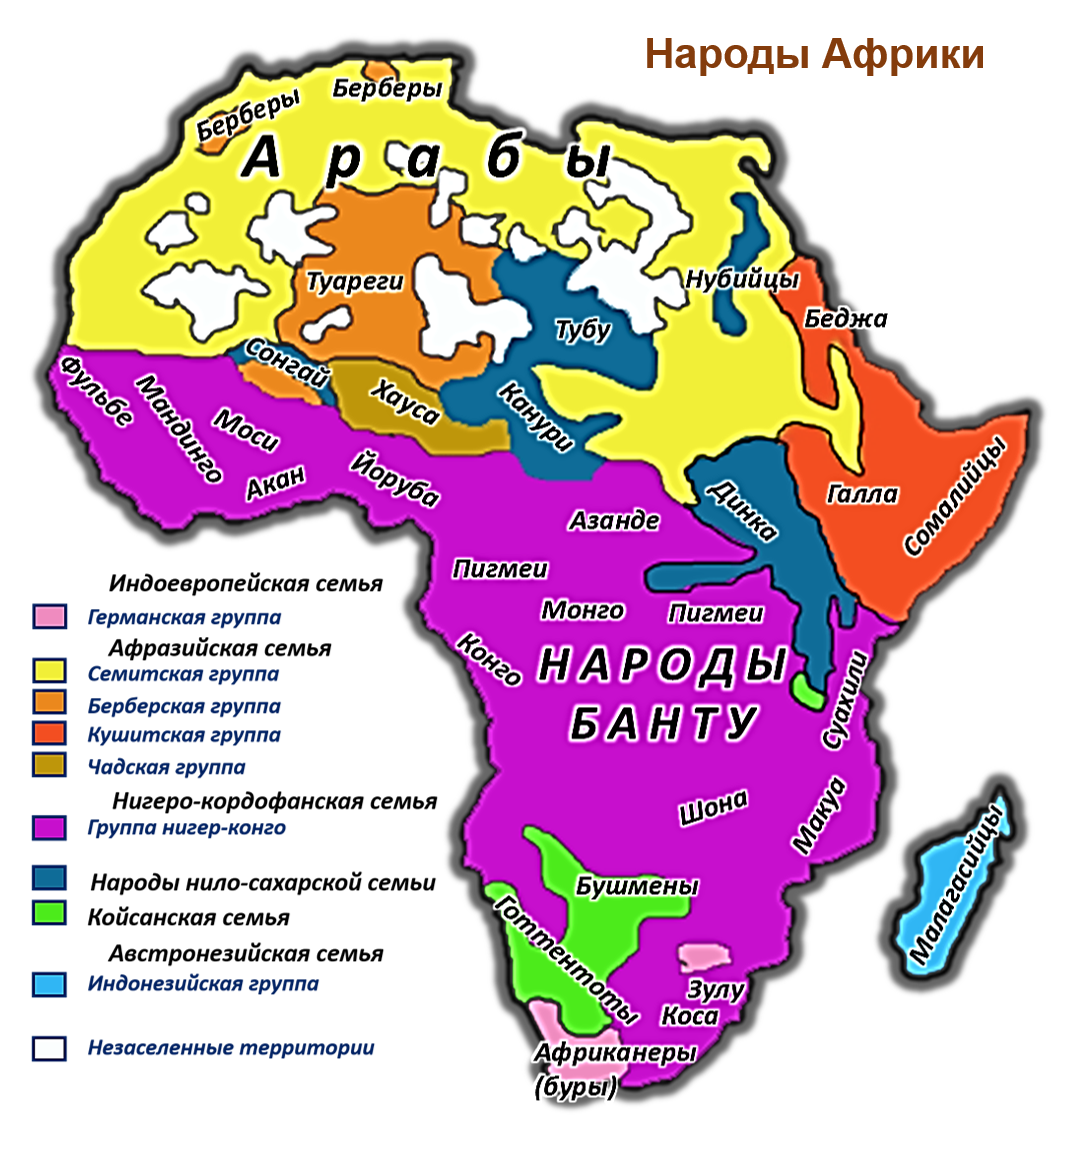 Народы Африки
Берберы
Берберы
Арабы
Туареги
Нубийцы
Беджа
Тубу
Сонгай
Хауса
Канури
Фульбе
Мандинго
Моси
Акан
Йоруба
Азанде
Динка
Галла
Сомалийцы
Пигмеи
Монго
Пигмеи
Конго
НАРОДЫ
БАНТУ
Суахили
Шона
Макуа
Бушмены
Готтентоты
Малагасийцы
Зулу
Коса
Африканеры
(буры)
Индоевропейская семья
Германская группа
Афразийская семья
Семитская группа
Берберская группа
Кушитская группа
Чадская группа
Нигеро-кордофанская семья
Группа нигер-конго
Народы нило-сахарской семьи
Койсанская семья
Австронезийская семья
Индонезийская группа
Незаселенные территории